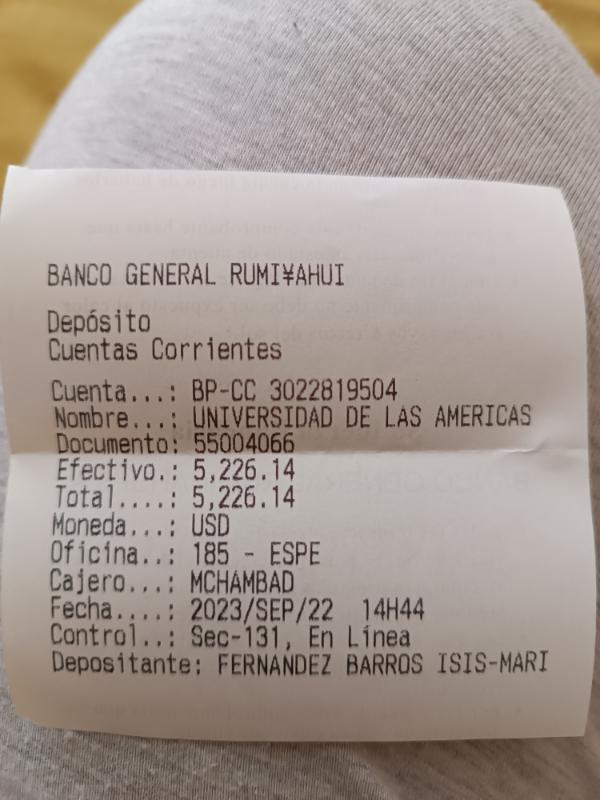 BANCO GENERAL RUMI¥AHUI
Depósito
Cuentas Corrientes
Cuenta...: BP-CC 3022819504
Nombre...: UNIVERSIDAD DE LAS AMERICAS
Documento: 55004066
Efectivo.: 5,226.14
Total....: 5,226.14
Moneda...: USD
Oficina..: 185 - ESPE
Cajero...: MCHAMBAD
Fecha....: 2023/SEP/22  14H44
Control..: Sec-131, En Línea
Depositante: FERNANDEZ BARROS ISIS-MARI